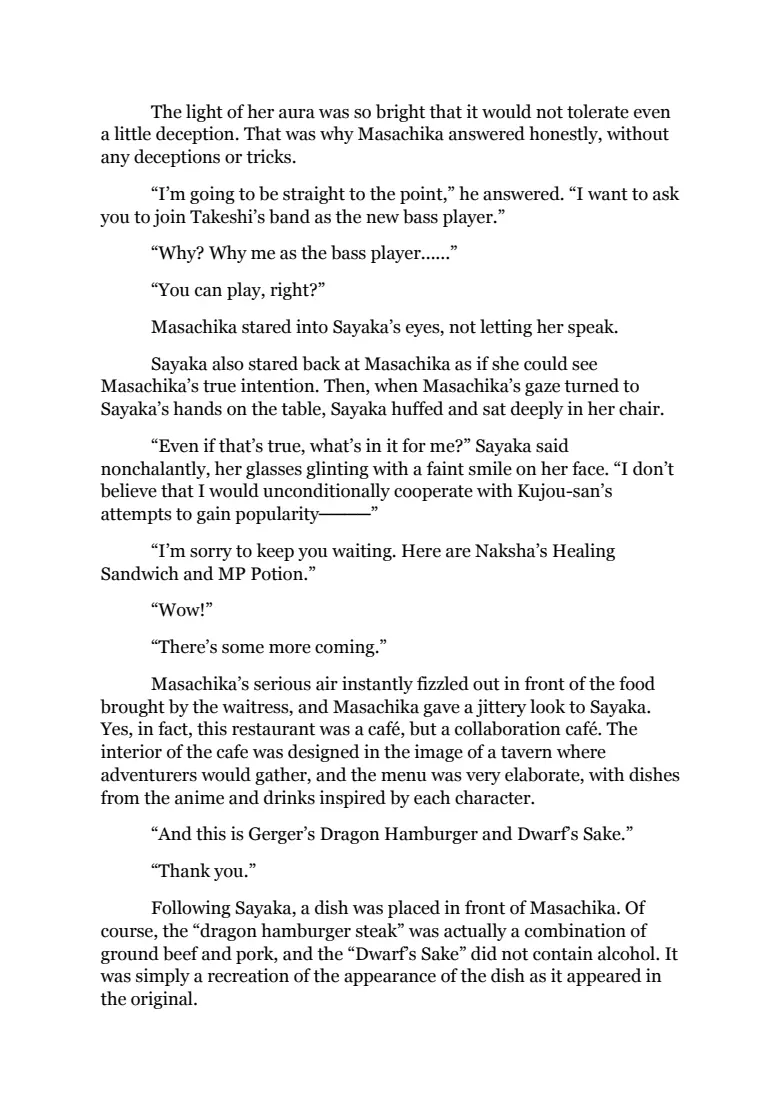 The light of her aura was so bright that it would not tolerate even
a little deception. That was why Masachika answered honestly, without
any deceptions or tricks.
“I’m going to be straight to the point,” he answered. “I want to ask
you to join Takeshi’s band as the new bass player.”
“Why? Why me as the bass player......”
“You can play, right?”
Masachika stared into Sayaka’s eyes, not letting her speak.
Sayaka also stared back at Masachika as if she could see
Masachika’s true intention. Then, when Masachika’s gaze turned to
Sayaka’s hands on the table, Sayaka huffed and sat deeply in her chair.
“Even if that’s true, what’s in it for me?” Sayaka said
nonchalantly, her glasses glinting with a faint smile on her face. “I don’t
believe that I would unconditionally cooperate with Kujou-san’s
attempts to gain popularity———”
“I’m sorry to keep you waiting. Here are Naksha’s Healing
Sandwich and MP Potion.”
“Wow!”
“There’s some more coming.”
Masachika’s serious air instantly fizzled out in front of the food
brought by the waitress, and Masachika gave a jittery look to Sayaka.
Yes, in fact, this restaurant was a café, but a collaboration café. The
interior of the cafe was designed in the image of a tavern where
adventurers would gather, and the menu was very elaborate, with dishes
from the anime and drinks inspired by each character.
“And this is Gerger’s Dragon Hamburger and Dwarf’s Sake.”
“Thank you.”
Following Sayaka, a dish was placed in front of Masachika. Of
course, the “dragon hamburger steak” was actually a combination of
ground beef and pork, and the “Dwarf’s Sake” did not contain alcohol. It
was simply a recreation of the appearance of the dish as it appeared in
the original.